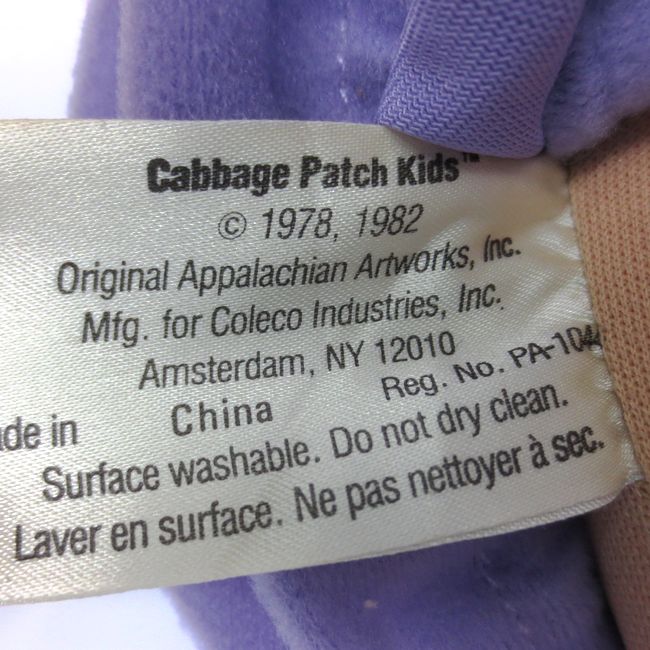 Cabbage Patch Kids™
© 1978, 1982
Original Appalachian Artworks, Inc.
Mfg. for Coleco Industries, Inc.
Amsterdam, NY 12010
Reg. No. PA-104
de in China
Surface washable. Do not dry clean.
Laver en surface. Ne pas nettoyer à sec.